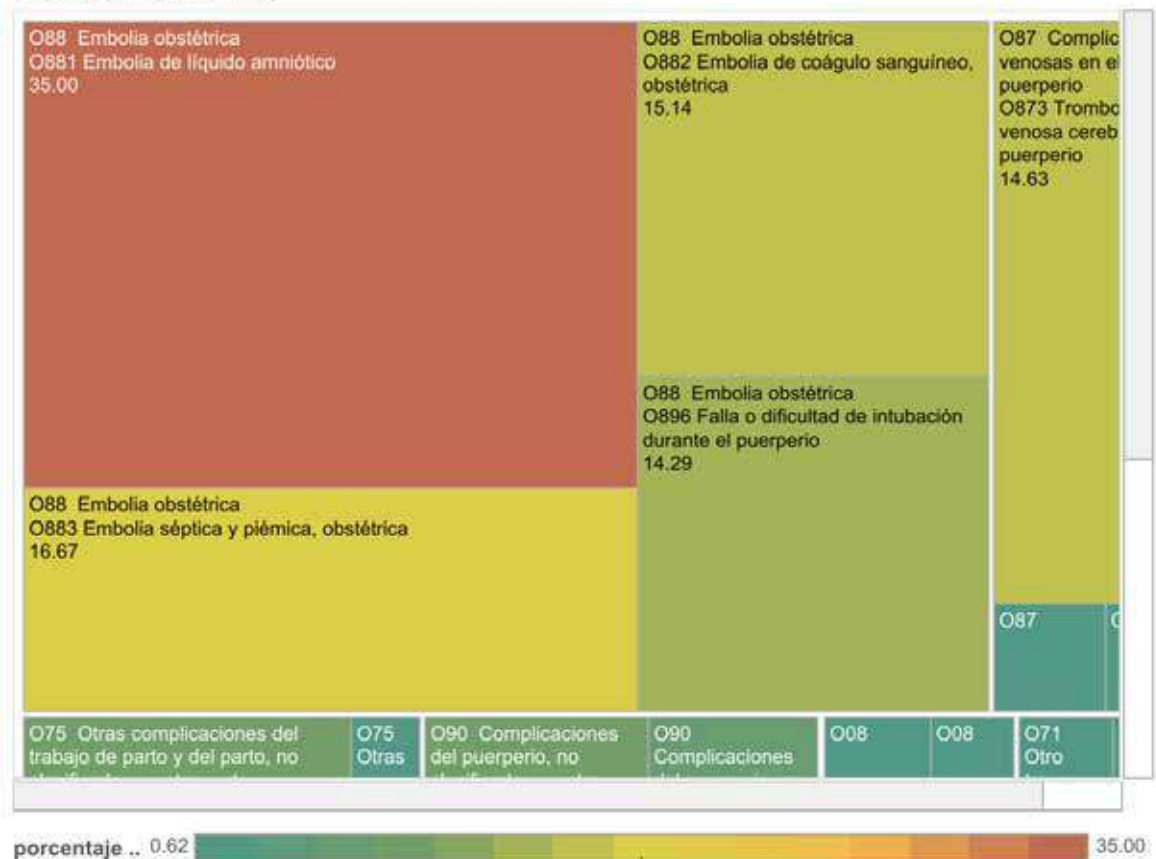 O88 Embolia obstétrica
O881 Embolia de líquido amniótico
35.00
O88 Embolia obstétrica
O882 Embolia de coágulo sanguíneo,
obstétrica
15.14
O87 Complic
venosas en el
puerperio
O873 Trombo
venosa cereb
puerperio
14.63
O88 Embolia obstétrica
O896 Falla o dificultad de intubación
durante el puerperio
14.29
O88 Embolia obstétrica
O883 Embolia séptica y piémica, obstétrica
16.67
O87
O75 Otras complicaciones del
trabajo de parto y del parto, no
O75
Otras
O90 Complicaciones
del puerperio, no
O90
Complicaciones
O08
O08
O71
Otro
porcentaje .. 0.62
35.00